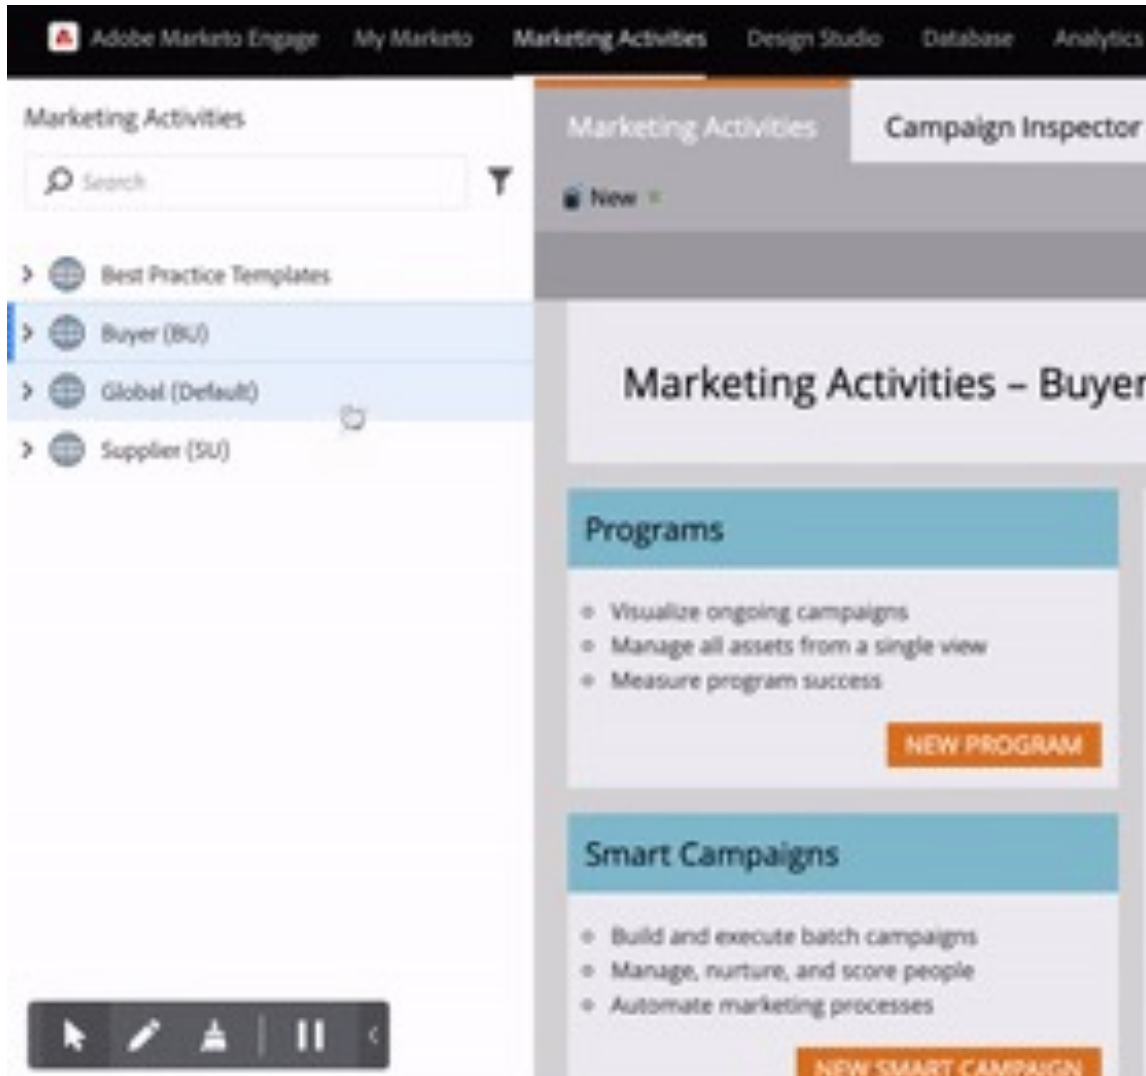 Adobe Marketo Engage My Marketo Marketing Activities Design Studio Database Analytics
Marketing Activities
Search
Best Practice Templates
Buyer (BU)
Global (Default)
Supplier (SU)
Marketing Activities Campaign Inspector
New
Marketing Activities – Buyer
Programs
Visualize ongoing campaigns
Manage all assets from a single view
Measure program success
NEW PROGRAM
Smart Campaigns
Build and execute batch campaigns
Manage, nurture, and score people
Automate marketing processes
NEW SMART CAMPAIGN